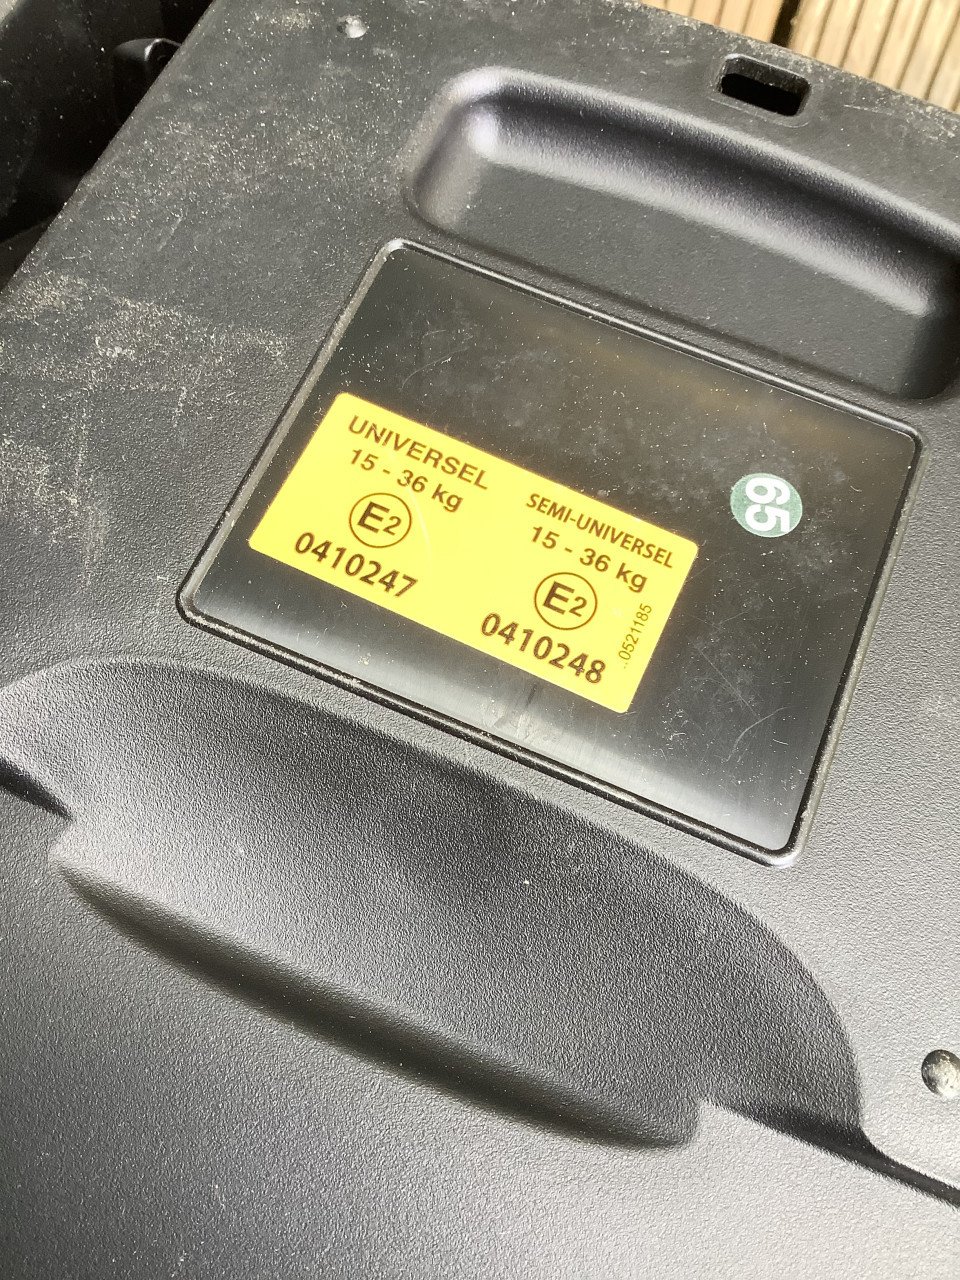 UNIVERSEL
15 - 36 kg
E2
0410247
SEMI-UNIVERSEL
15 - 36 kg
E2
0410248
.0521185
65